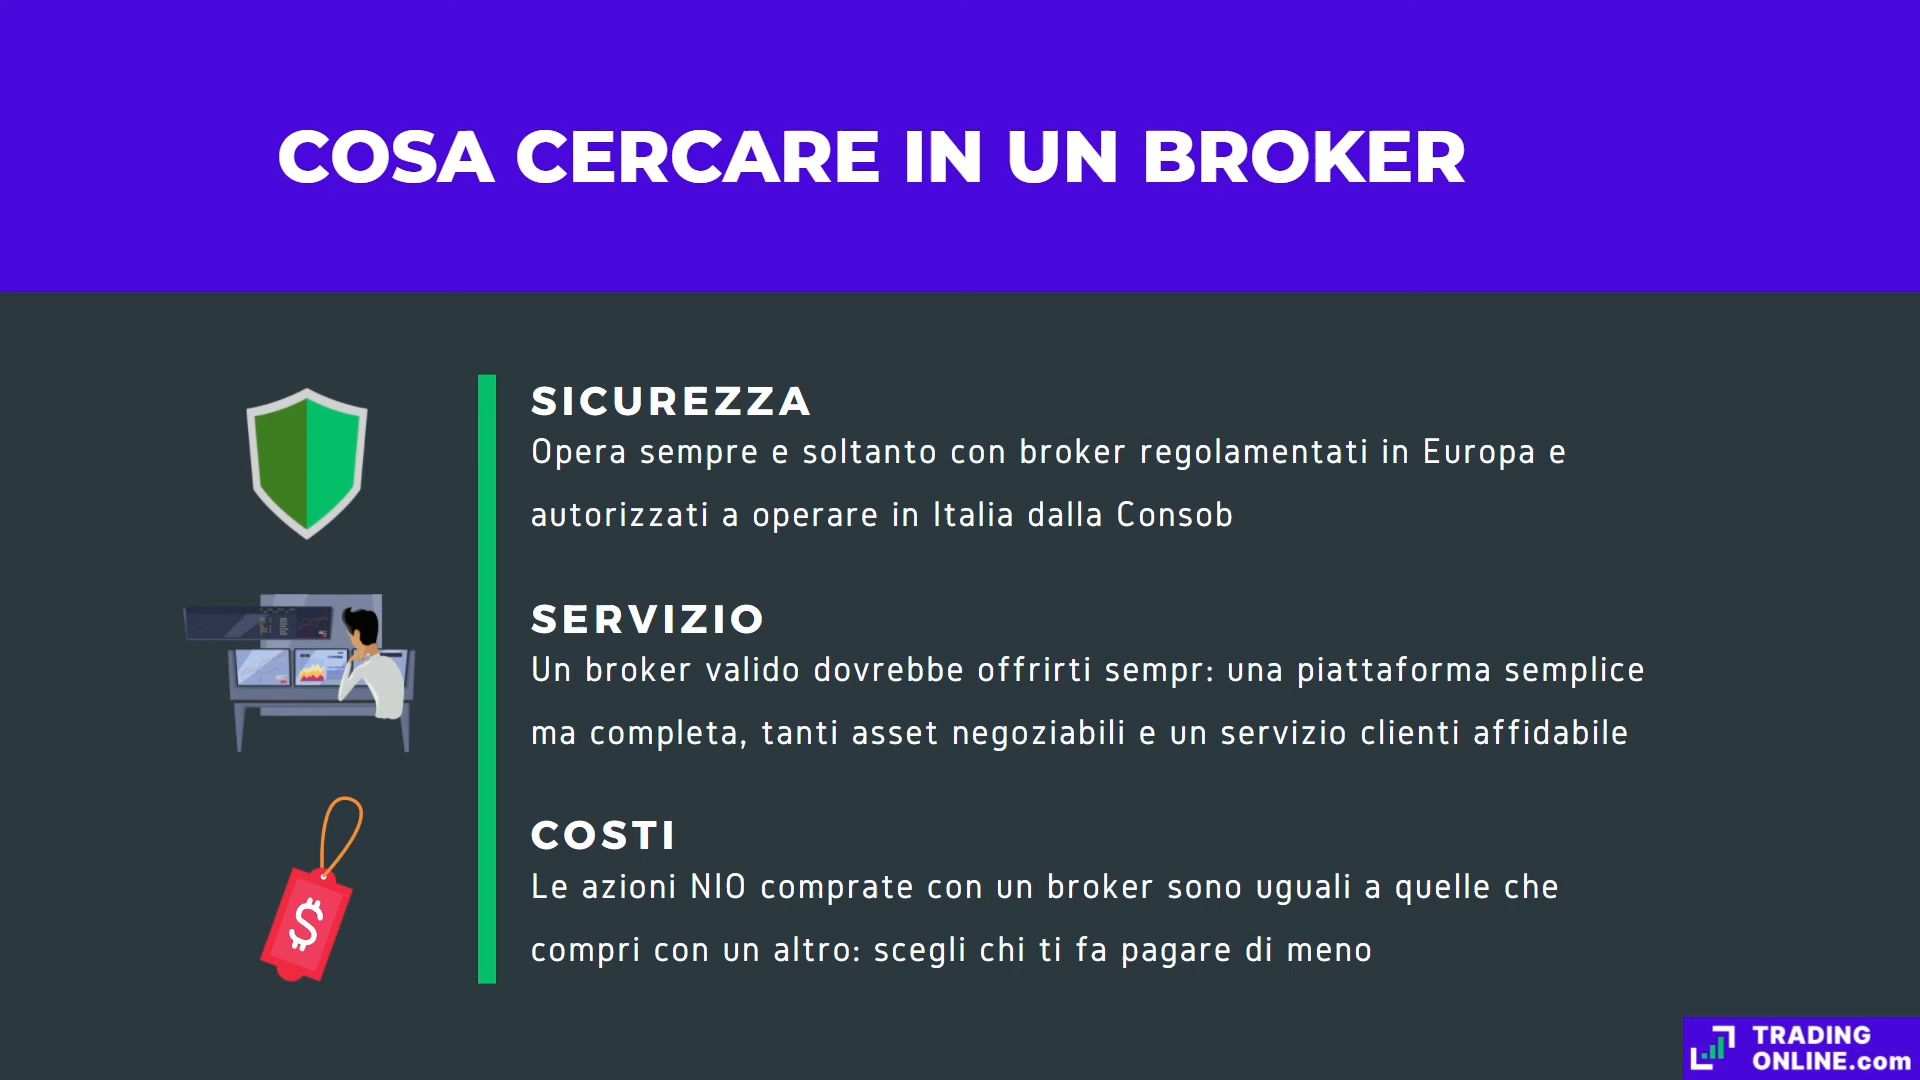 COSA CERCARE IN UN BROKER
SICUREZZA
Opera sempre e soltanto con broker regolamentati in Europa e
autorizzati a operare in Italia dalla Consob
SERVIZIO
Un broker valido dovrebbe offrirti sempr: una piattaforma semplice
ma completa, tanti asset negoziabili e un servizio clienti affidabile
COSTI
Le azioni NIO comprate con un broker sono uguali a quelle che
compri con un altro: scegli chi ti fa pagare di meno
$
TRADING
ONLINE.com